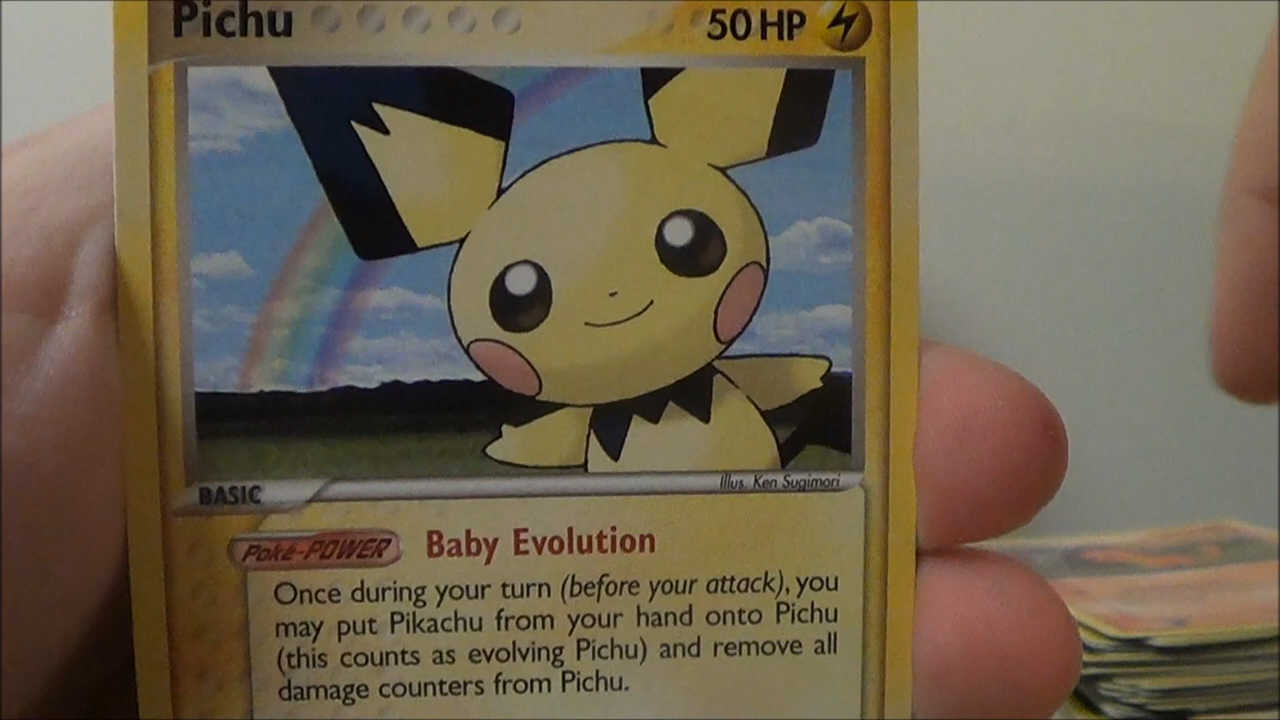 Pichu 50 HP
BASIC
Illus. Ken Sugimori
Poké-POWER Baby Evolution
Once during your turn (before your attack), you
may put Pikachu from your hand onto Pichu
(this counts as evolving Pichu) and remove all
damage counters from Pichu.